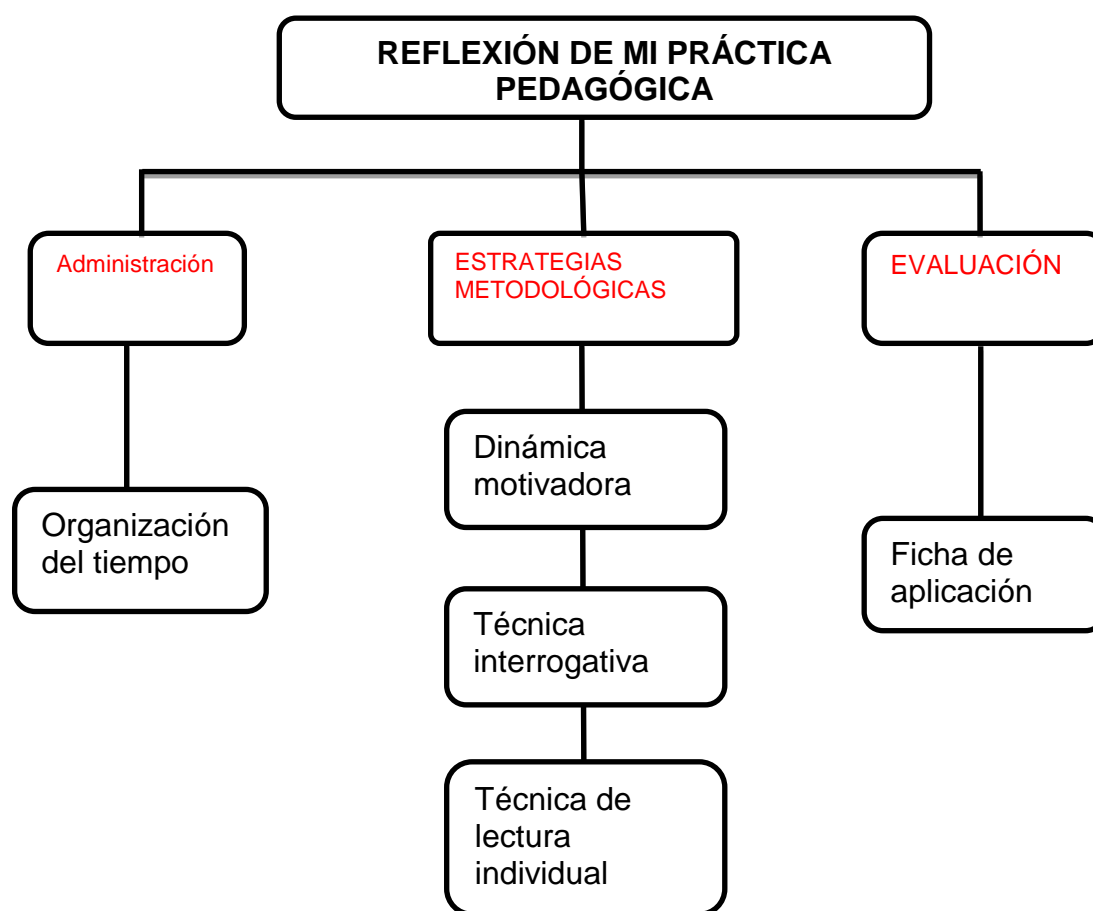 REFLEXIÓN DE MI PRÁCTICA
PEDAGÓGICA
Administración
ESTRATEGIAS
METODOLÓGICAS
EVALUACIÓN
Dinámica
motivadora
Organización
del tiempo
Ficha de
aplicación
Técnica
interrogativa
Técnica de
lectura
individual